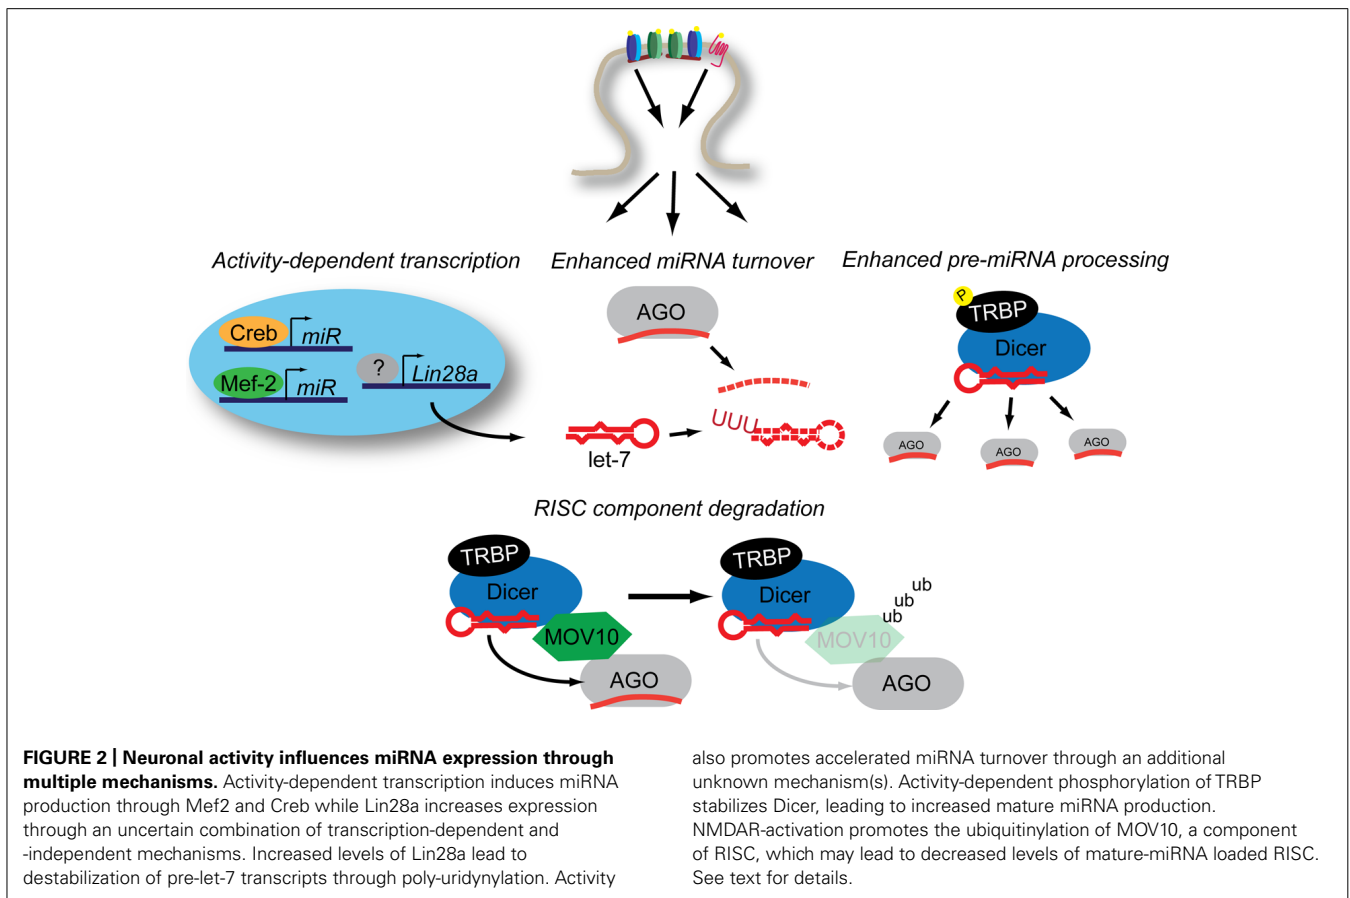 Activity-dependent transcription
Enhanced miRNA turnover
Enhanced pre-miRNA processing
Creb
miR
Mef-2
miR
?
Lin28a
AGO
UUU
let-7
P
TRBP
Dicer
AGO
AGO
AGO
RISC component degradation
TRBP
Dicer
MOV10
AGO
TRBP
Dicer
MOV10
ub
ub
ub
AGO
FIGURE 2 | Neuronal activity influences miRNA expression through
multiple mechanisms. Activity-dependent transcription induces miRNA
production through Mef2 and Creb while Lin28a increases expression
through an uncertain combination of transcription-dependent and
-independent mechanisms. Increased levels of Lin28a lead to
destabilization of pre-let-7 transcripts through poly-uridynylation. Activity
also promotes accelerated miRNA turnover through an additional
unknown mechanism(s). Activity-dependent phosphorylation of TRBP
stabilizes Dicer, leading to increased mature miRNA production.
NMDAR-activation promotes the ubiquitinylation of MOV10, a component
of RISC, which may lead to decreased levels of mature-miRNA loaded RISC.
See text for details.